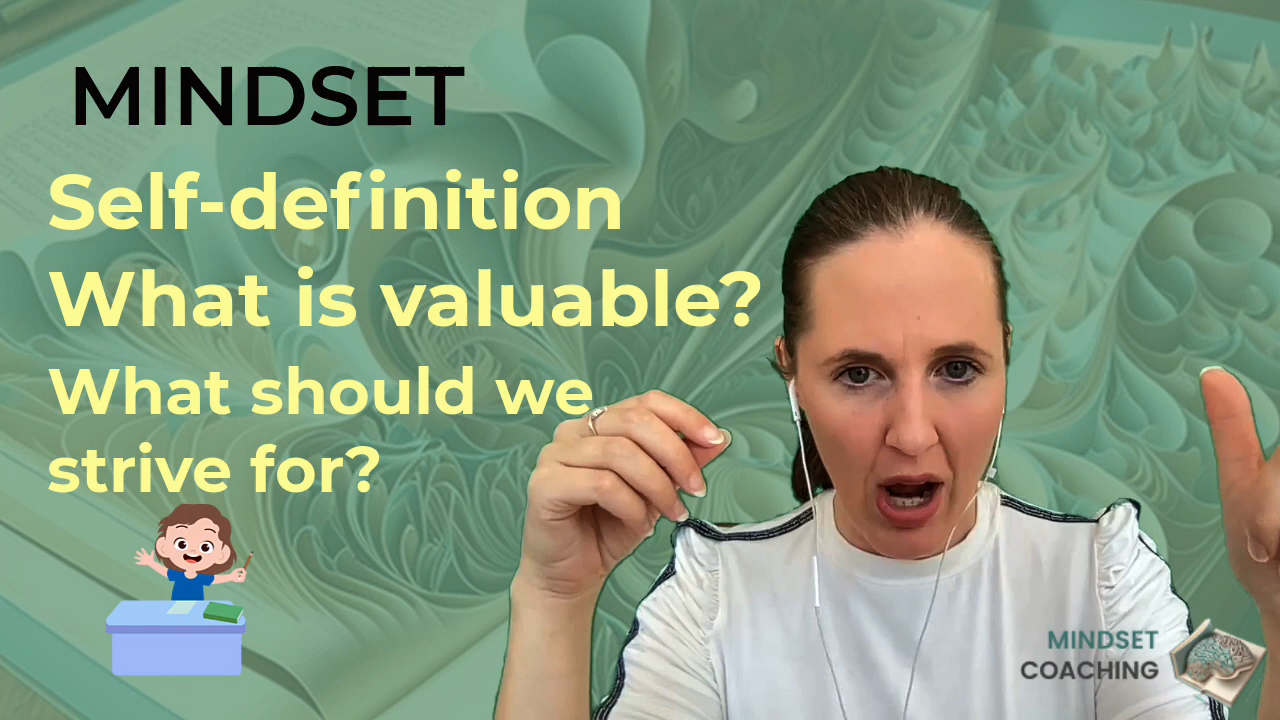 MINDSET
Self-definition
What is valuable?
What should we
strive for?
MINDSET
COACHING